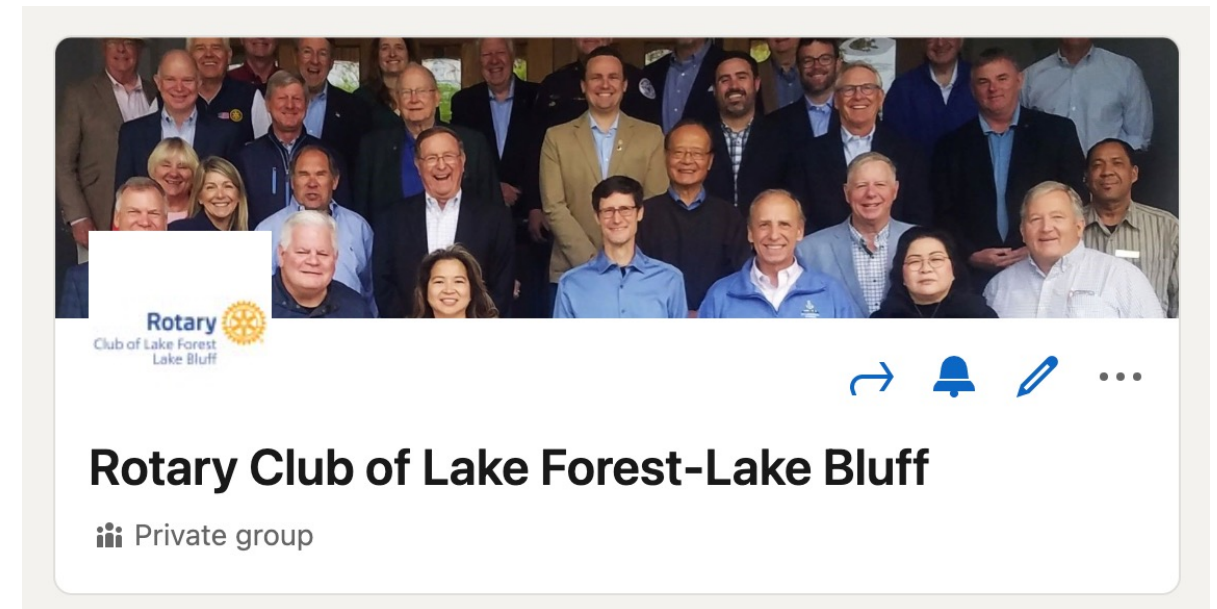 Rotary
Club of Lake Forest
Lake Bluff
Rotary Club of Lake Forest-Lake Bluff
Private group